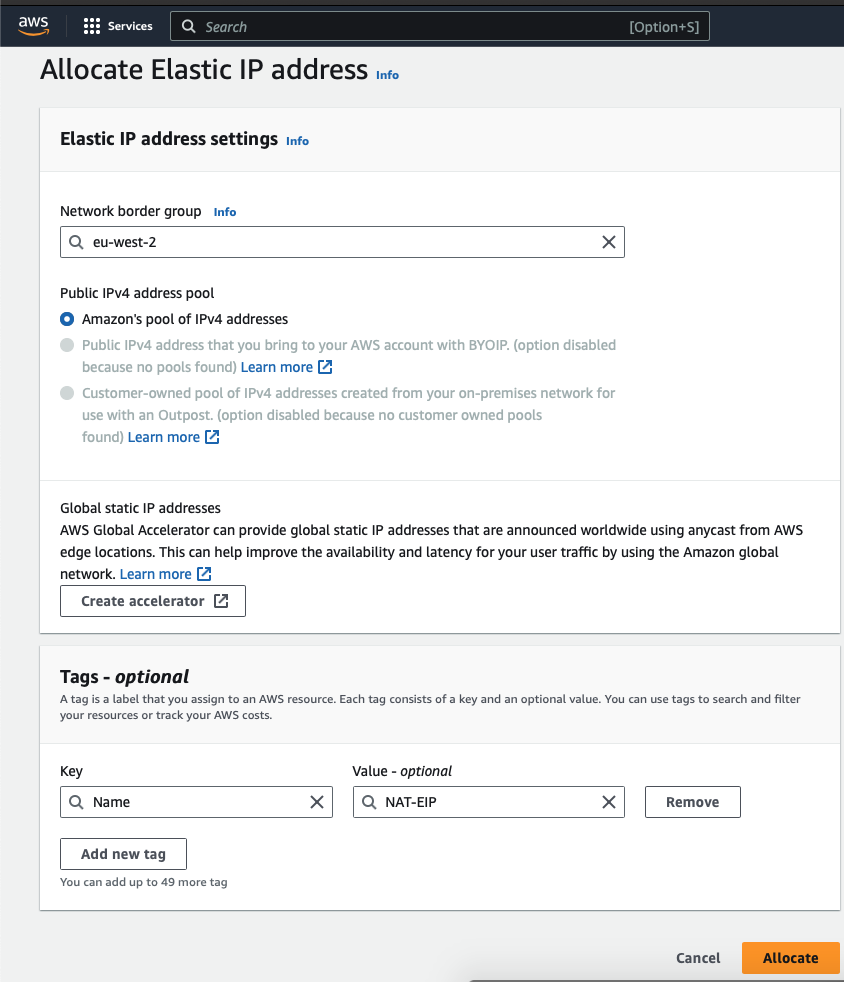 aws
Services
Search
[Option+S]
Allocate Elastic IP address Info
Elastic IP address settings Info
Network border group Info
eu-west-2
Public IPv4 address pool
Amazon's pool of IPv4 addresses
Public IPv4 address that you bring to your AWS account with BYOIP. (option disabled
because no pools found) Learn more
Customer-owned pool of IPv4 addresses created from your on-premises network for
use with an Outpost. (option disabled because no customer owned pools
found) Learn more
Global static IP addresses
AWS Global Accelerator can provide global static IP addresses that are announced worldwide using anycast from AWS
edge locations. This can help improve the availability and latency for your user traffic by using the Amazon global
network. Learn more
Create accelerator
Tags - optional
A tag is a label that you assign to an AWS resource. Each tag consists of a key and an optional value. You can use tags to search and filter
your resources or track your AWS costs.
Key
Value - optional
Name
NAT-EIP
Remove
Add new tag
You can add up to 49 more tag
Cancel
Allocate